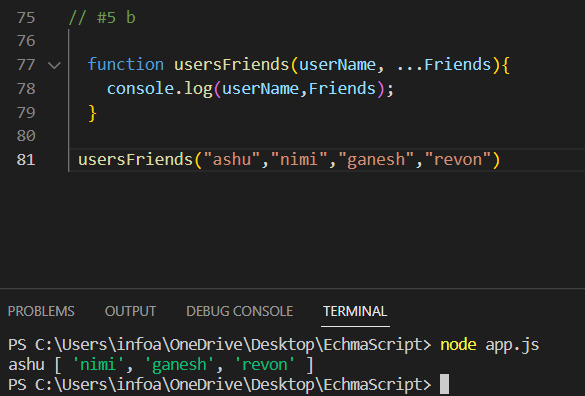 75 // #5 b
76
77 function usersFriends(userName, ...Friends){
78 console.log(userName,Friends);
79 }
80
81 usersFriends("ashu","nimi","ganesh","revon")
PROBLEMS OUTPUT DEBUG CONSOLE TERMINAL
PS C:\Users\infoa\OneDrive\Desktop\EchmaScript> node app.js
ashu [ 'nimi', 'ganesh', 'revon' ]
PS C:\Users\infoa\OneDrive\Desktop\EchmaScript>